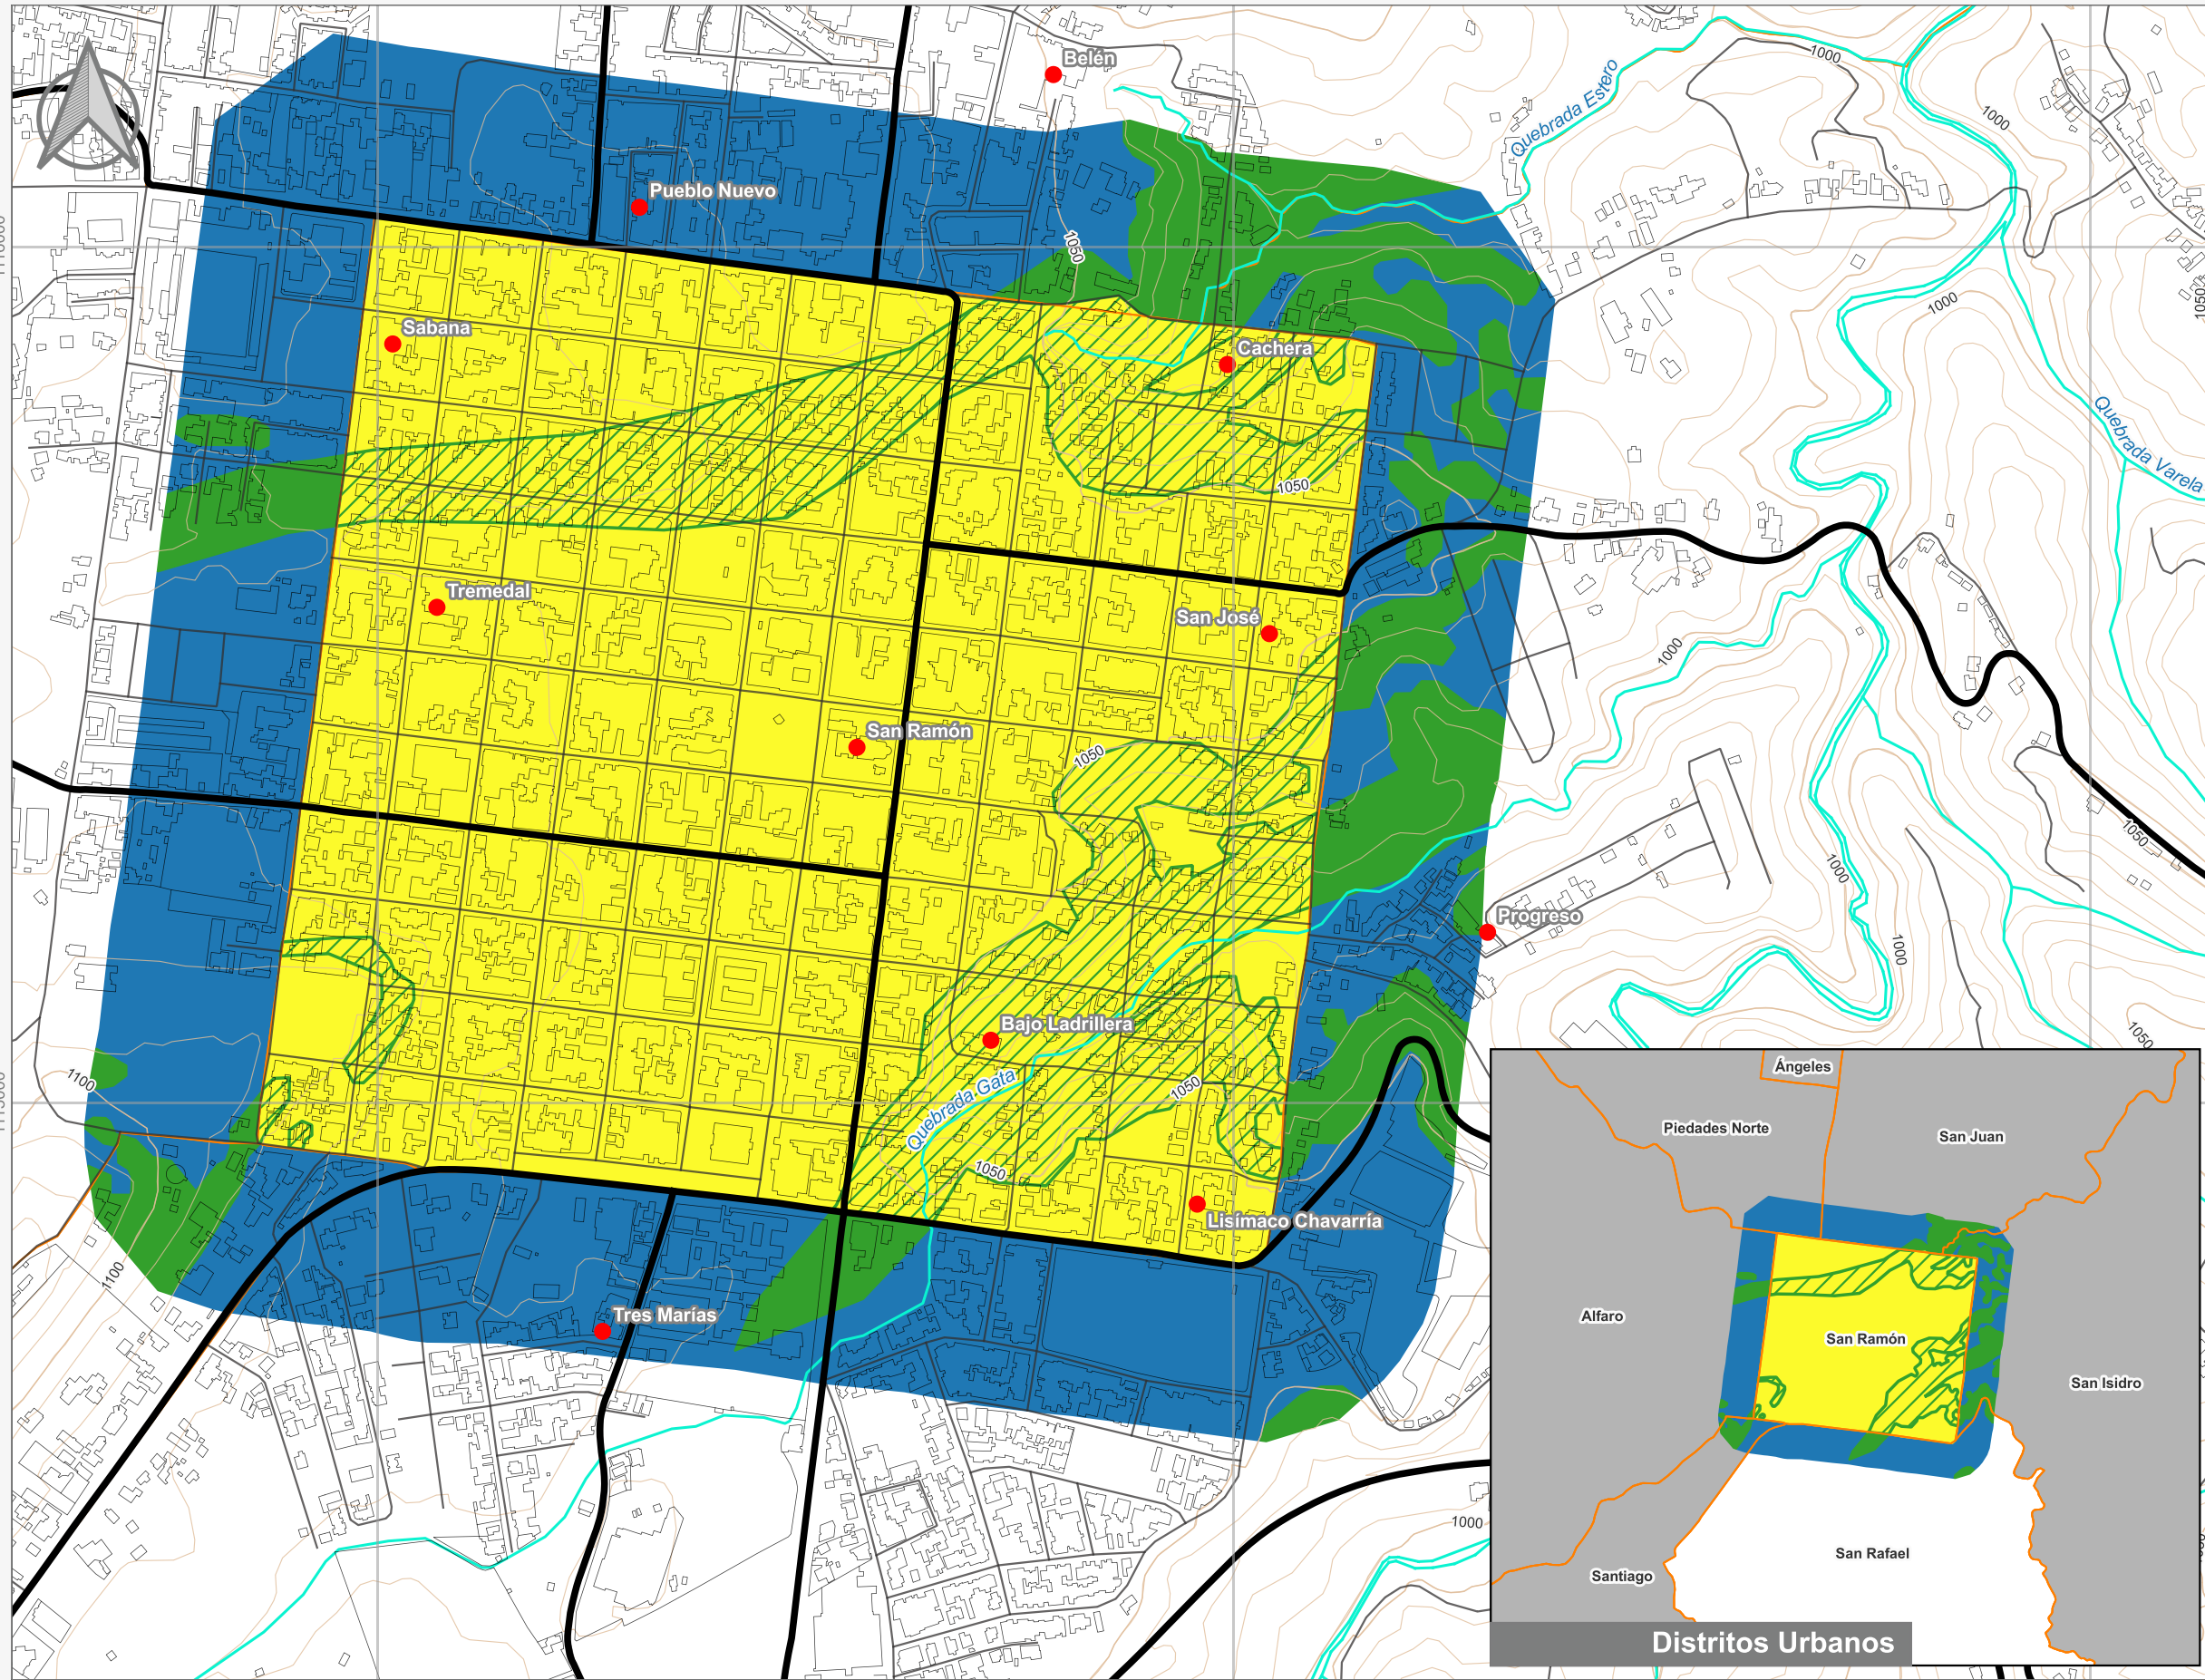 Belén
1000
Quebrada Estero
1000
Pueblo Nuevo
1050
1050
1000
Sabana
Cachera
Quebrada Varela
1050
Tremedal
San José
1000
San Ramón
1050
1050
1000
Progreso
1000
Bajo Ladrillera
1050
1100
Quebrada Gata
1050
1050
Lisímaco Chavarría
1100
Tres Marías
1000
Ángeles
Piedades Norte
San Juan
Alfaro
San Ramón
San Isidro
San Rafael
Santiago
Distritos Urbanos